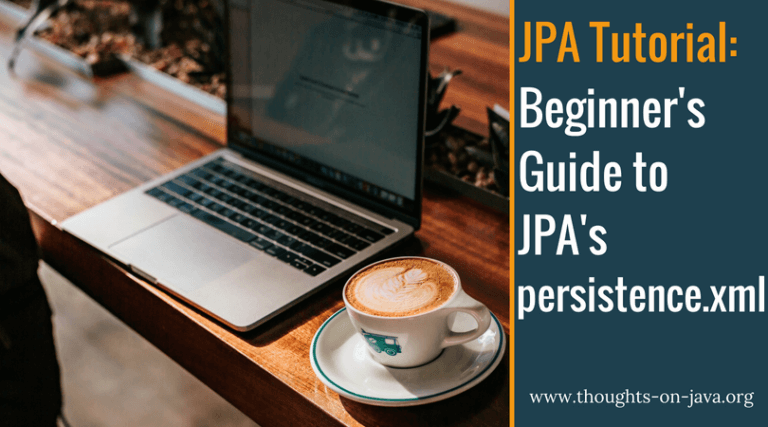 JPA Tutorial:
Beginner's
Guide to
JPA's
persistence.xml
www.thoughts-on-java.org